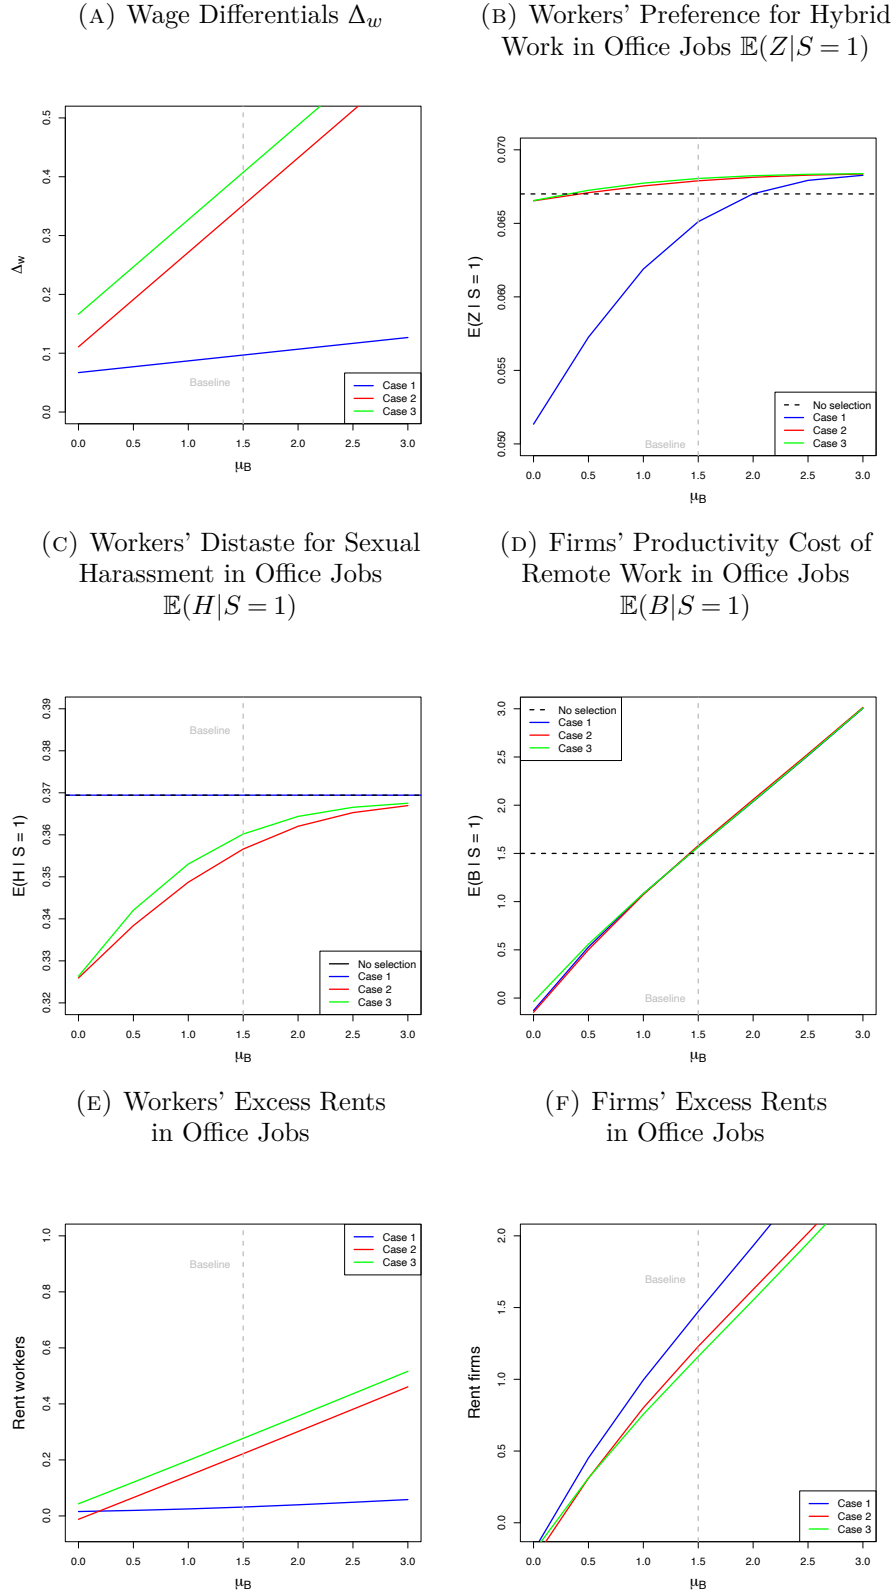 (A) Wage Differentials Δw
(B) Workers' Preference for Hybrid
Work in Office Jobs 𝔼(Z|S = 1)
0.5
0.4
0.3
0.2
0.1
0.0
Δw
Baseline
Case 1
Case 2
Case 3
0.0 0.5 1.0 1.5 2.0 2.5 3.0
μB
0.070
0.065
0.060
0.055
0.050
E(Z | S = 1)
Baseline
No selection
Case 1
Case 2
Case 3
0.0 0.5 1.0 1.5 2.0 2.5 3.0
μB
(C) Workers' Distaste for Sexual
Harassment in Office Jobs
𝔼(H|S = 1)
(D) Firms' Productivity Cost of
Remote Work in Office Jobs
𝔼(B|S = 1)
0.39
0.38
0.37
0.36
0.35
0.34
0.33
0.32
E(H | S = 1)
Baseline
No selection
Case 1
Case 2
Case 3
0.0 0.5 1.0 1.5 2.0 2.5 3.0
μB
3.0
2.5
2.0
1.5
1.0
0.5
0.0
E(B | S = 1)
No selection
Case 1
Case 2
Case 3
Baseline
0.0 0.5 1.0 1.5 2.0 2.5 3.0
μB
(E) Workers' Excess Rents
in Office Jobs
(F) Firms' Excess Rents
in Office Jobs
1.0
0.8
0.6
0.4
0.2
0.0
Rent workers
Baseline
Case 1
Case 2
Case 3
0.0 0.5 1.0 1.5 2.0 2.5 3.0
μB
2.0
1.5
1.0
0.5
0.0
Rent firms
Baseline
Case 1
Case 2
Case 3
0.0 0.5 1.0 1.5 2.0 2.5 3.0
μB